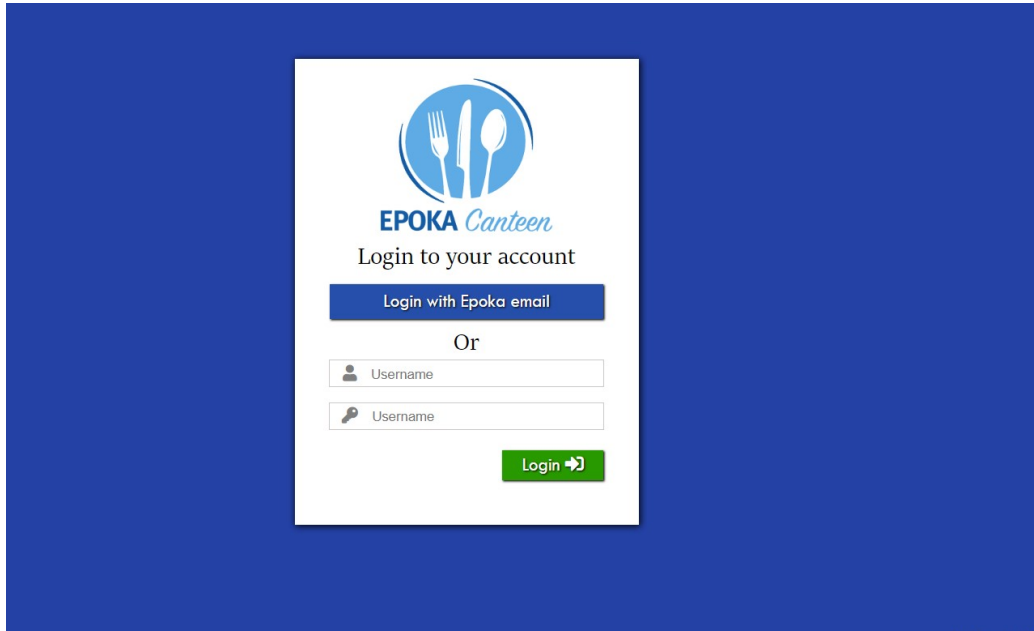 EPOKA Canteen
Login to your account
Login with Epoka email
Or
Username
Username
Login